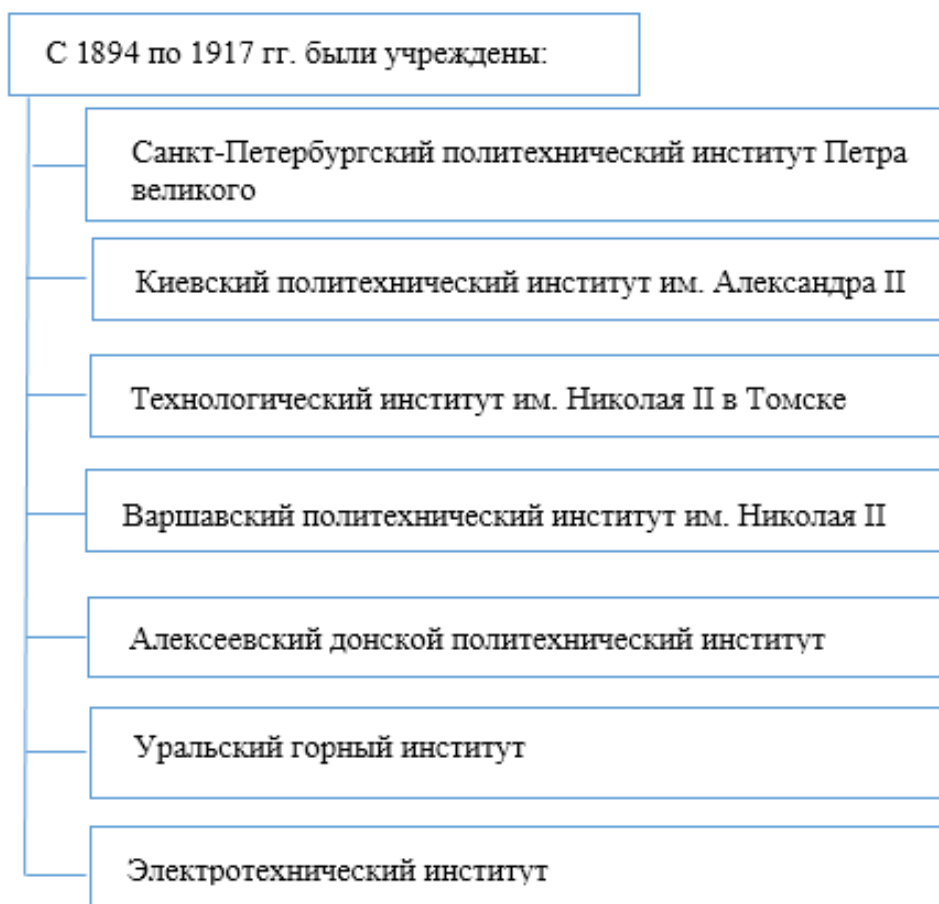 С 1894 по 1917 гг. были учреждены:
Санкт-Петербургский политехнический институт Петра
великого
Киевский политехнический институт им. Александра II
Технологический институт им. Николая II в Томске
Варшавский политехнический институт им. Николая II
Алексеевский донской политехнический институт
Уральский горный институт
Электротехнический институт